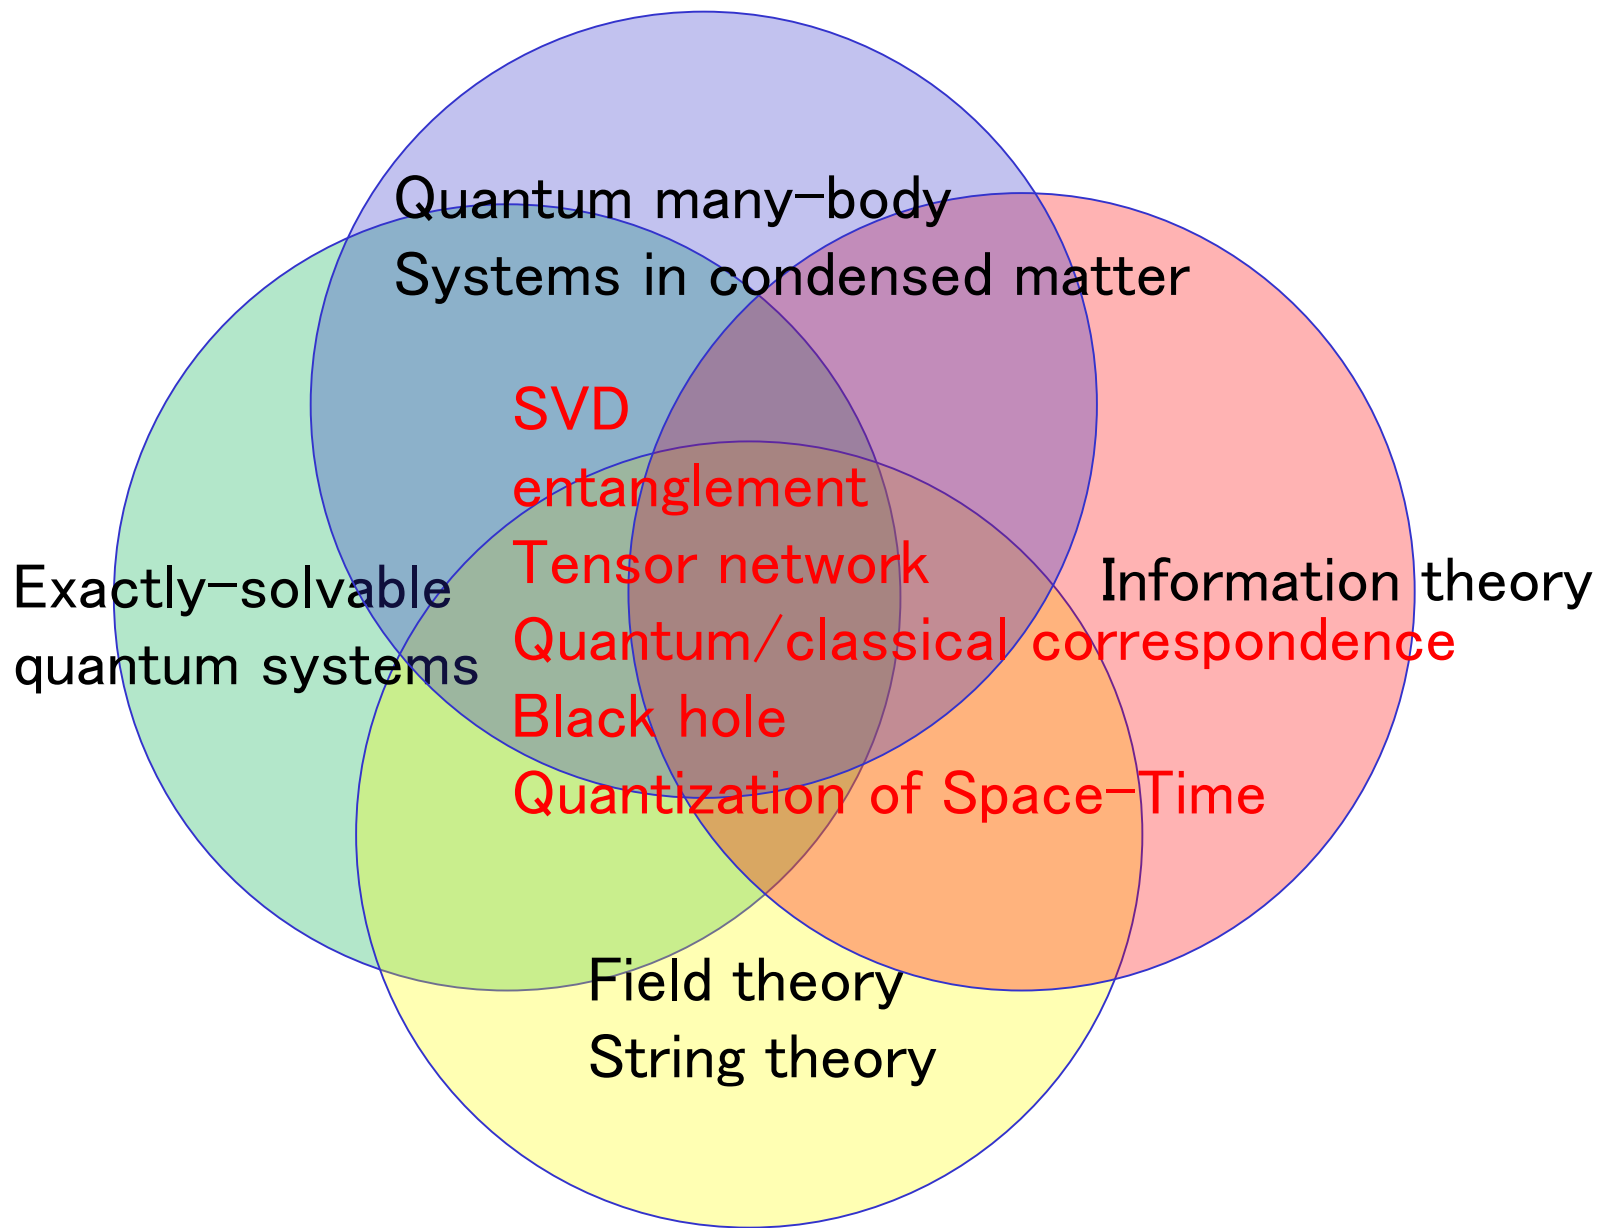 Quantum many-body
Systems in condensed matter
SVD
entanglement
Tensor network
Exactly-solvable
quantum systems
Information theory
Quantum/classical correspondence
Black hole
Quantization of Space-Time
Field theory
String theory